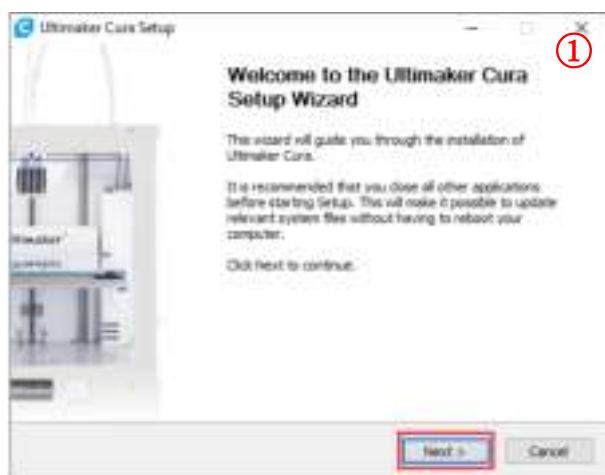 Ultimaker Cura Setup
①
Welcome to the Ultimaker Cura
Setup Wizard
This wizard will guide you through the installation of
Ultimaker Cura.
It is recommended that you close all other applications
before starting Setup. This will make it possible to update
relevant system files without having to reboot your
computer.
Click Next to continue.
Ultimaker
Next >
Cancel